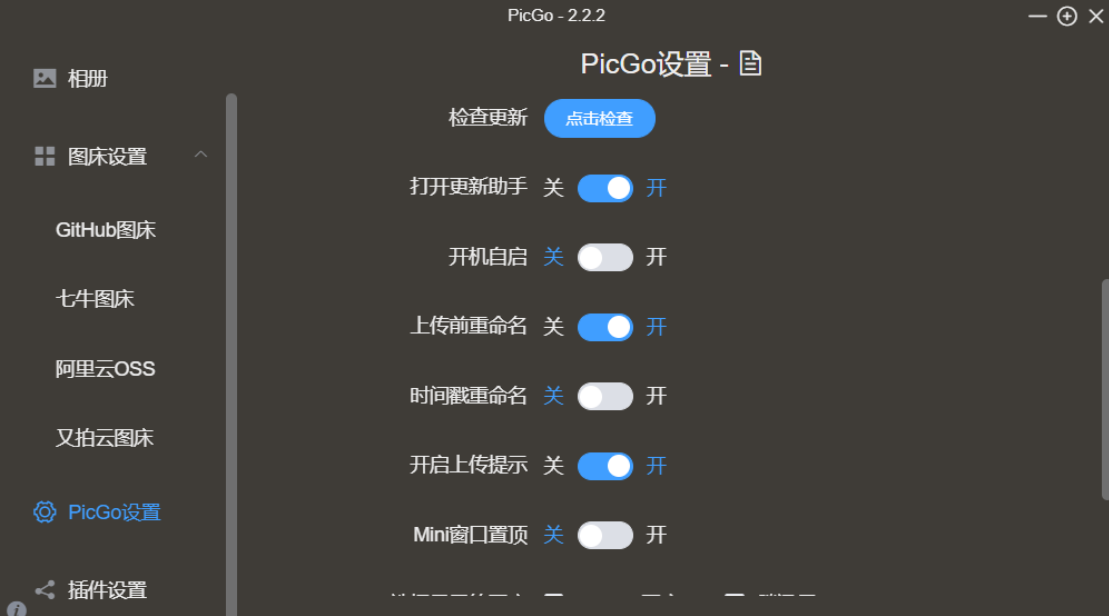 PicGo - 2.2.2
相册
图床设置
GitHub图床
七牛图床
阿里云OSS
又拍云图床
PicGo设置
插件设置
PicGo设置 -
检查更新 点击检查
打开更新助手 关 开
开机自启 关 开
上传前重命名 关 开
时间戳重命名 关 开
开启上传提示 关 开
Mini窗口置顶 关 开